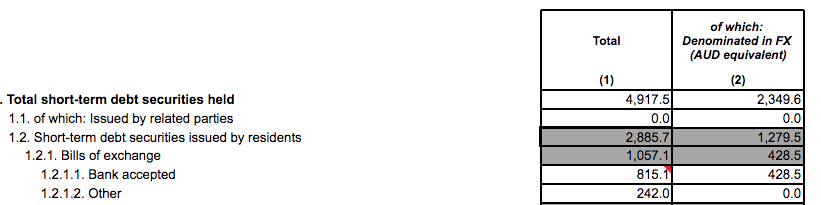 of which:
Total Denominated in FX
(AUD equivalent)
(1) (2)
. Total short-term debt securities held 4,917.5 2,349.6
1.1. of which: Issued by related parties 0.0 0.0
1.2. Short-term debt securities issued by residents 2,885.7 1,279.5
1.2.1. Bills of exchange 1,057.1 428.5
1.2.1.1. Bank accepted 815.1 428.5
1.2.1.2. Other 242.0 0.0